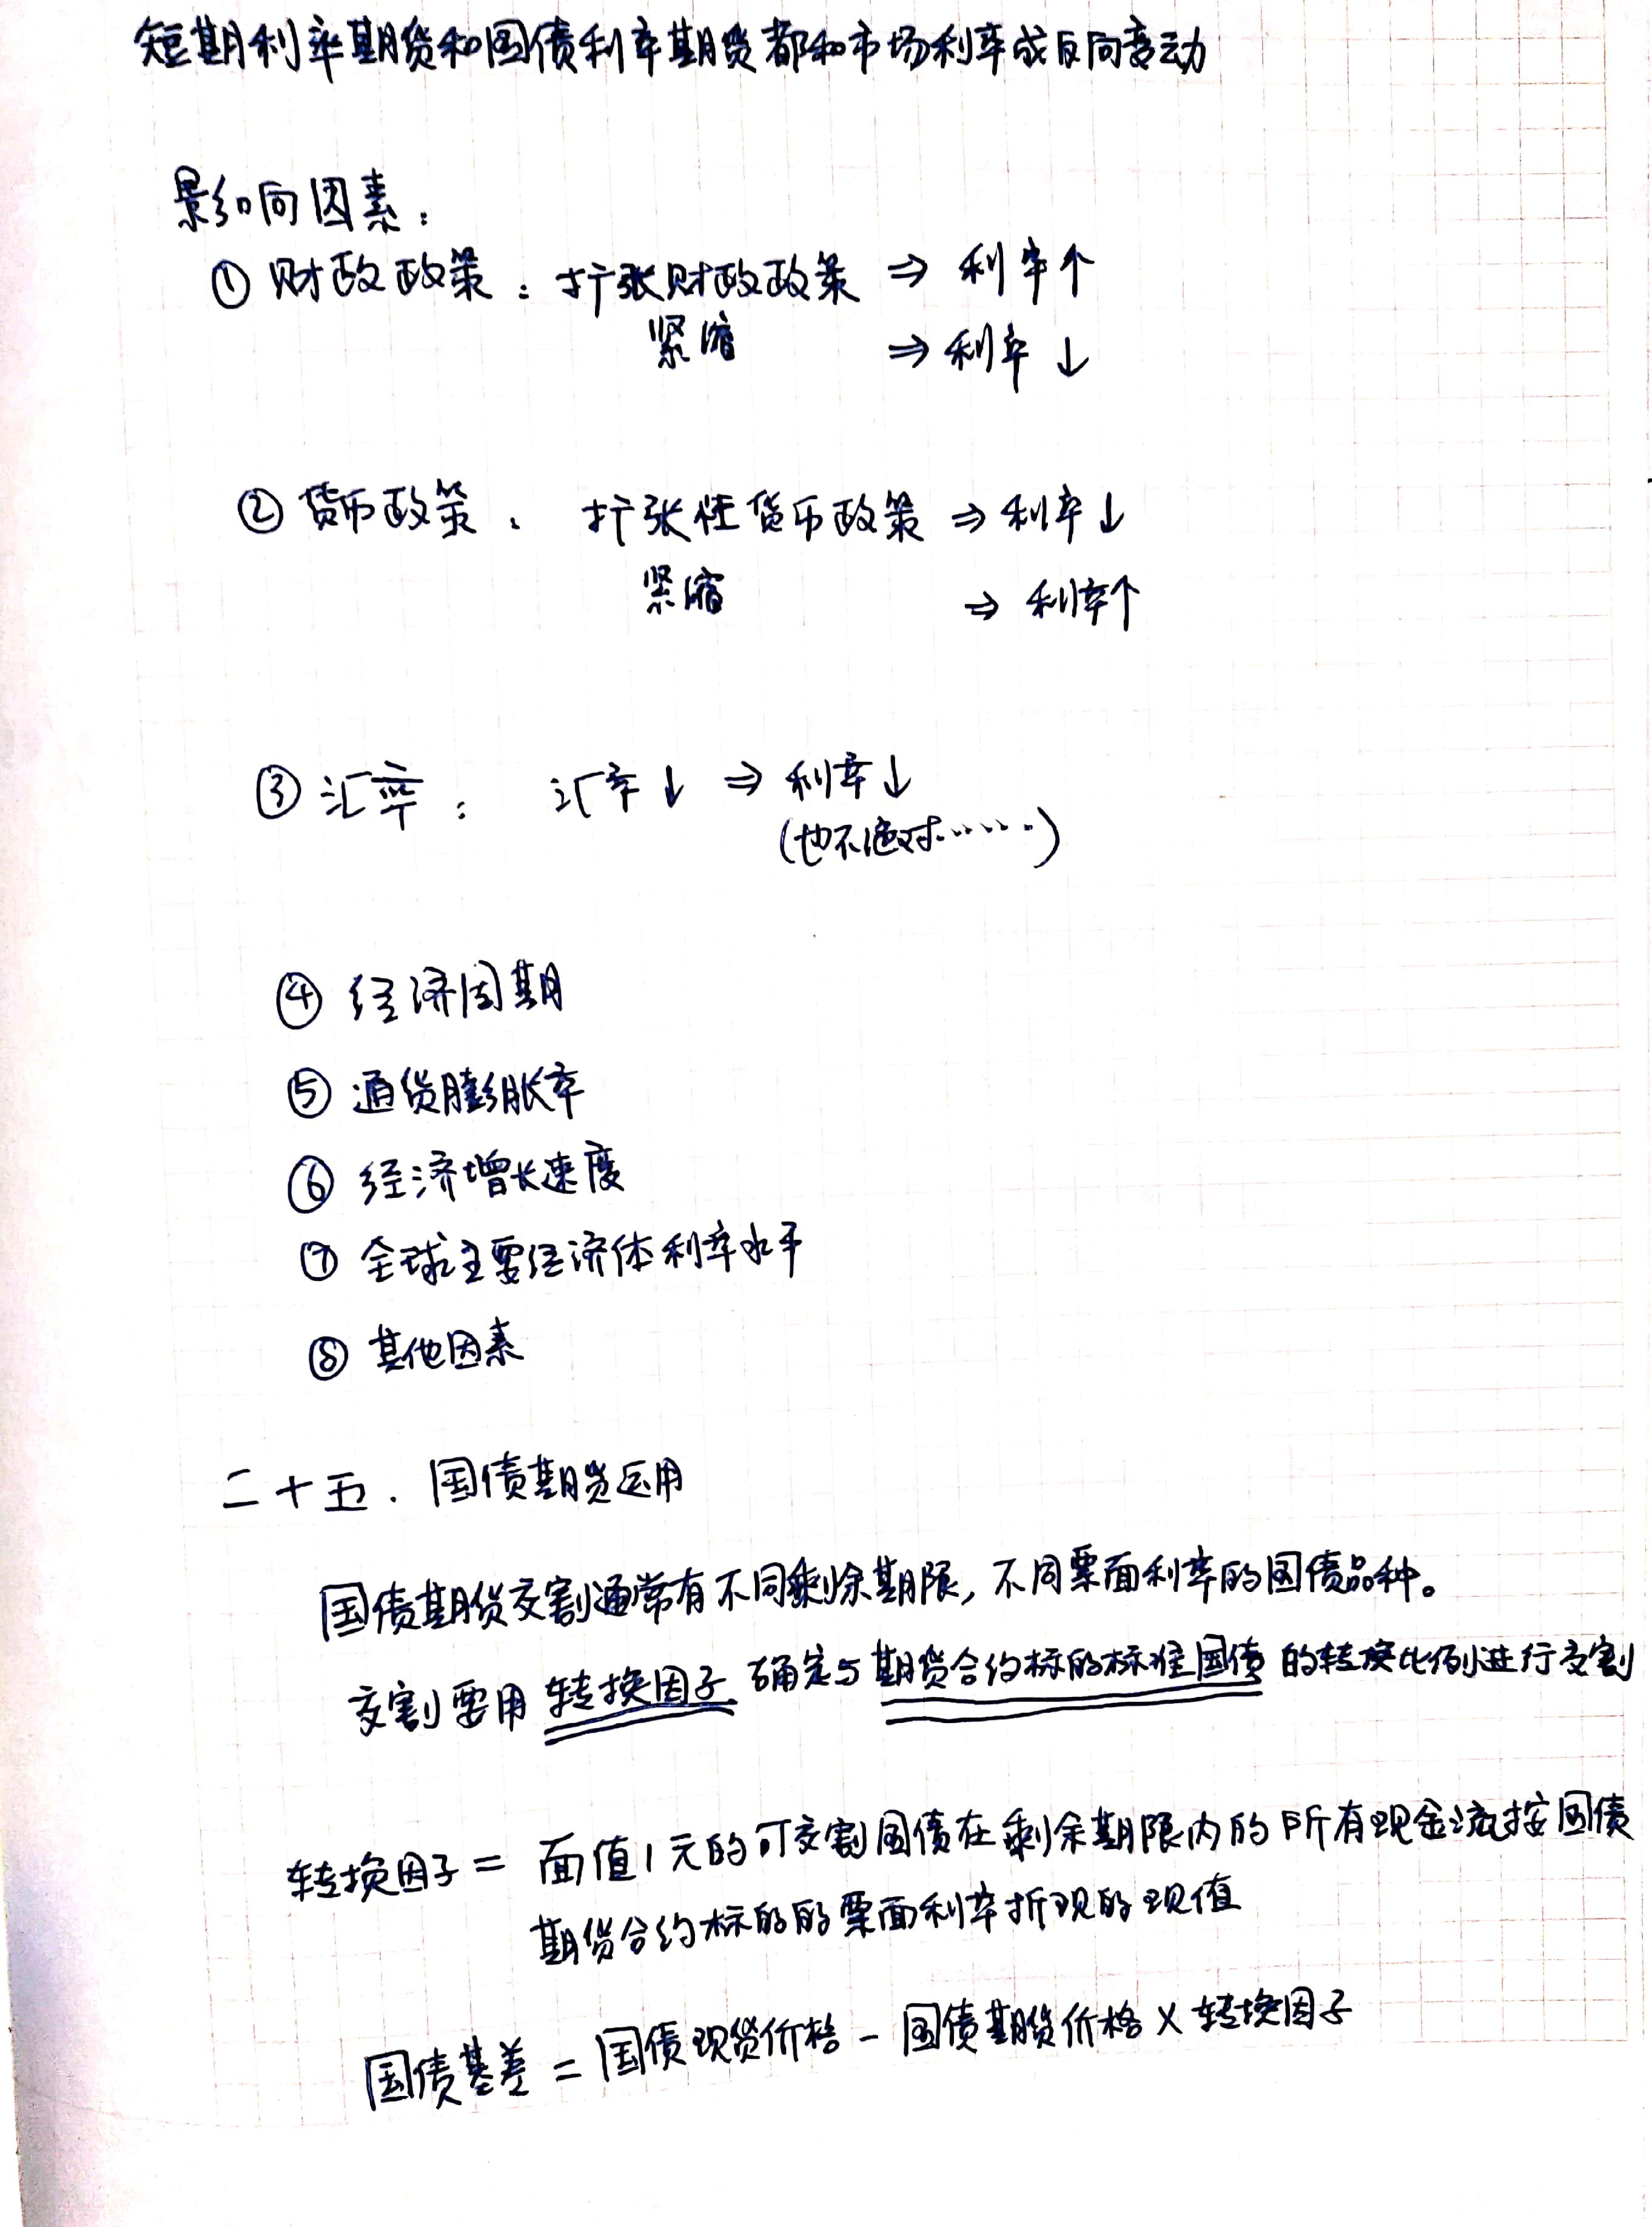 短期利率期货和国债利率期货都和市场利率成反向变动
影响因素：
① 财政政策：扩张财政政策 ⇒ 利率↑
紧缩 ⇒ 利率↓
② 货币政策：扩张性货币政策 ⇒ 利率↓
紧缩 ⇒ 利率↑
③ 汇率：汇率↓ ⇒ 利率↓
(也不绝对……)
④ 经济周期
⑤ 通货膨胀率
⑥ 经济增长速度
⑦ 全球主要经济体利率水平
⑧ 其他因素
二十五. 国债期货运用
国债期货交割通常有不同剩余期限, 不同票面利率的国债品种。
交割要用转换因子确定与期货合约标的标准国债的转换比例进行交割
转换因子 = 面值1元的可交割国债在剩余期限内的所有现金流按国债
期货合约标的的票面利率折现的现值
国债基差 = 国债现货价格 - 国债期货价格 × 转换因子